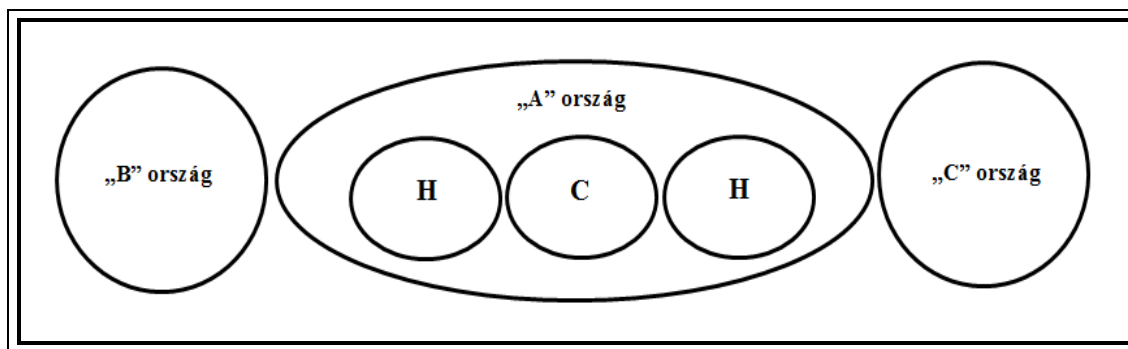 „A” ország
„B” ország
H
C
H
„C” ország